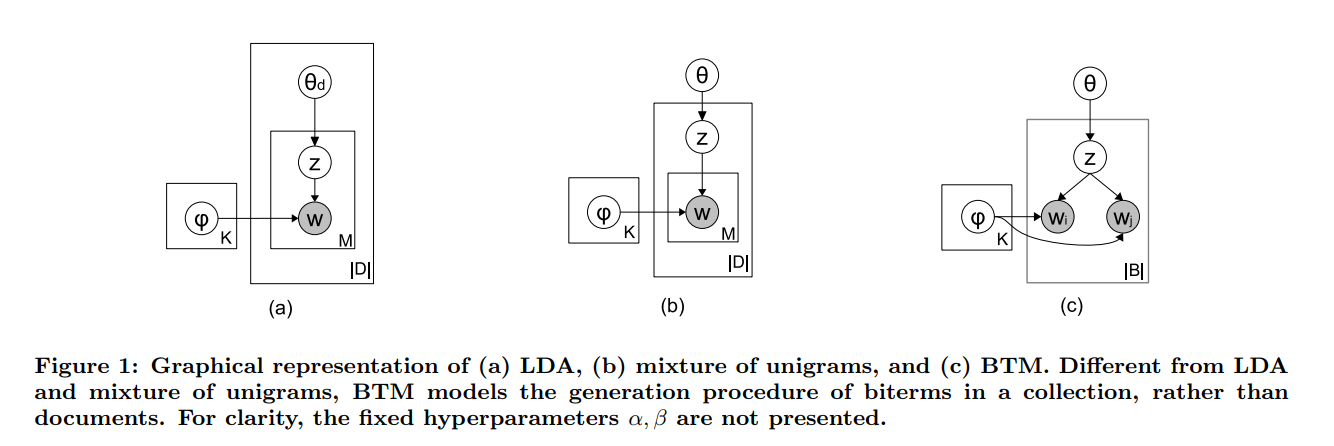 θd
z
φ
w
K
M
|D|
(a)
θ
z
φ
w
K
M
|D|
(b)
θ
z
φ
wi
wj
K
|B|
(c)
Figure 1: Graphical representation of (a) LDA, (b) mixture of unigrams, and (c) BTM. Different from LDA
and mixture of unigrams, BTM models the generation procedure of biterms in a collection, rather than
documents. For clarity, the fixed hyperparameters α, β are not presented.